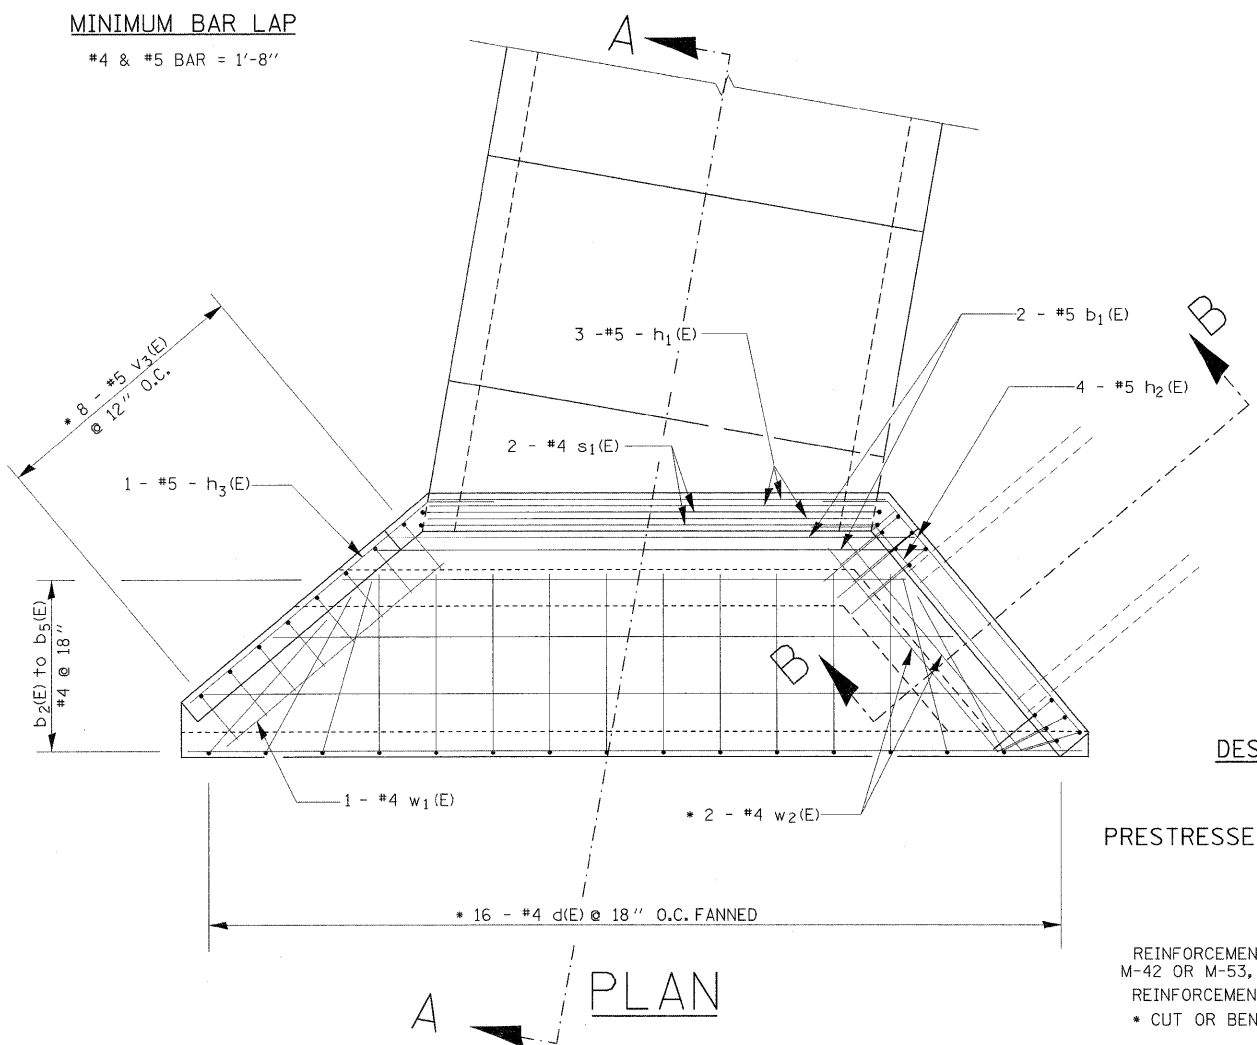 MINIMUM BAR LAP
#4 & #5 BAR = 1'-8"
A
B
2 - #5 b1(E)
3 -#5 - h1(E)
* 8 - #5 v3(E)
@ 12" O.C.
4 - #5 h2(E)
2 - #4 s1(E)
1 - #5 - h3(E)
b2(E) to b5(E)
#4 @ 18"
B
DES
1 - #4 w1(E)
* 2 - #4 w2(E)
PRESTRESSE
* 16 - #4 d(E) @ 18" O.C. FANNED
PLAN
A
REINFORCEMEN
M-42 OR M-53,
REINFORCEMEN
* CUT OR BEN